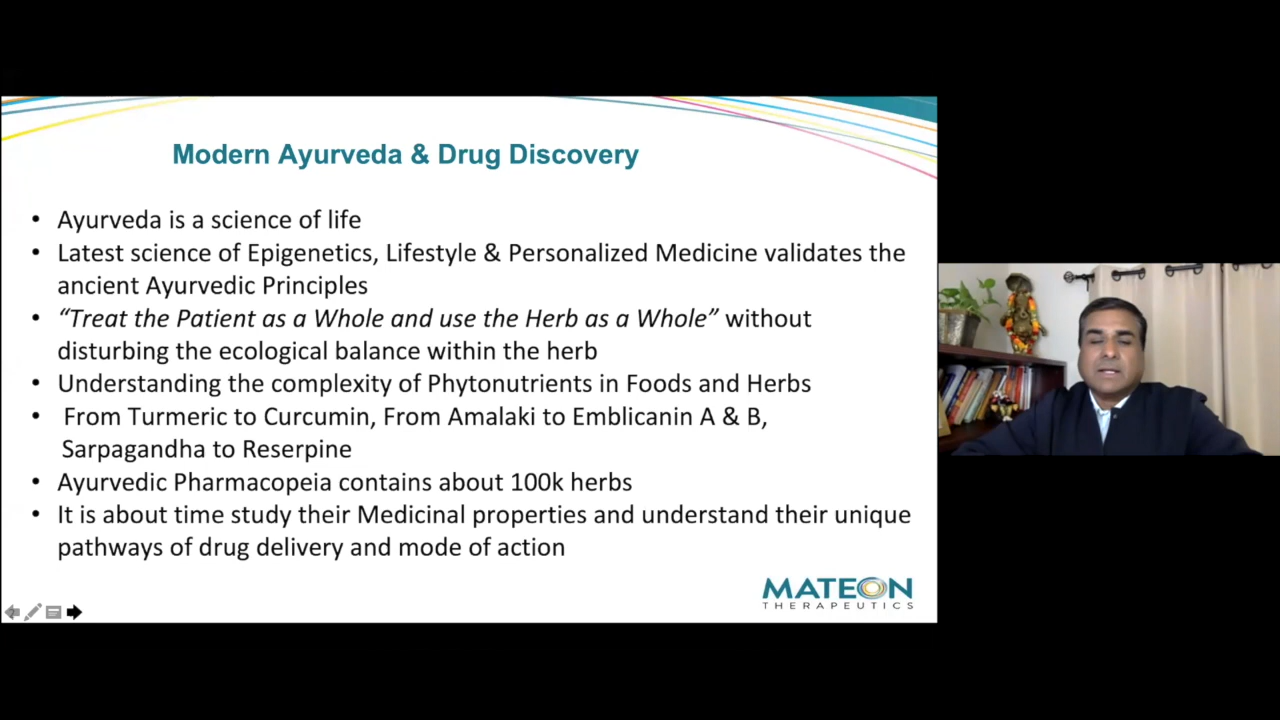 Modern Ayurveda & Drug Discovery
• Ayurveda is a science of life
• Latest science of Epigenetics, Lifestyle & Personalized Medicine validates the
ancient Ayurvedic Principles
• “Treat the Patient as a Whole and use the Herb as a Whole” without
disturbing the ecological balance within the herb
• Understanding the complexity of Phytonutrients in Foods and Herbs
• From Turmeric to Curcumin, From Amalaki to Emblicanin A & B,
Sarpagandha to Reserpine
• Ayurvedic Pharmacopeia contains about 100k herbs
• It is about time study their Medicinal properties and understand their unique
pathways of drug delivery and mode of action
MATEON
THERAPEUTICS